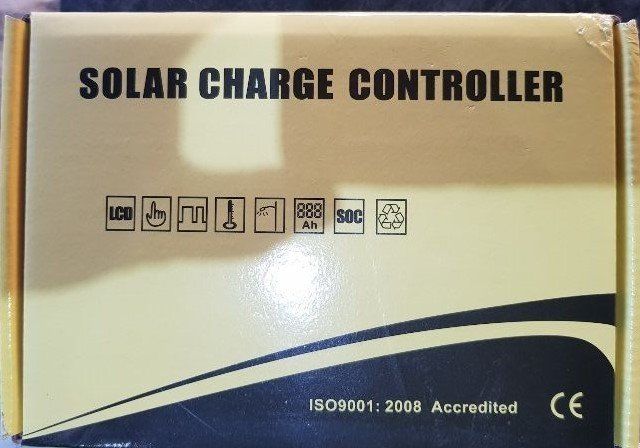 SOLAR CHARGE CONTROLLER
LCD 888 Ah SOC
ISO9001: 2008 Accredited CE